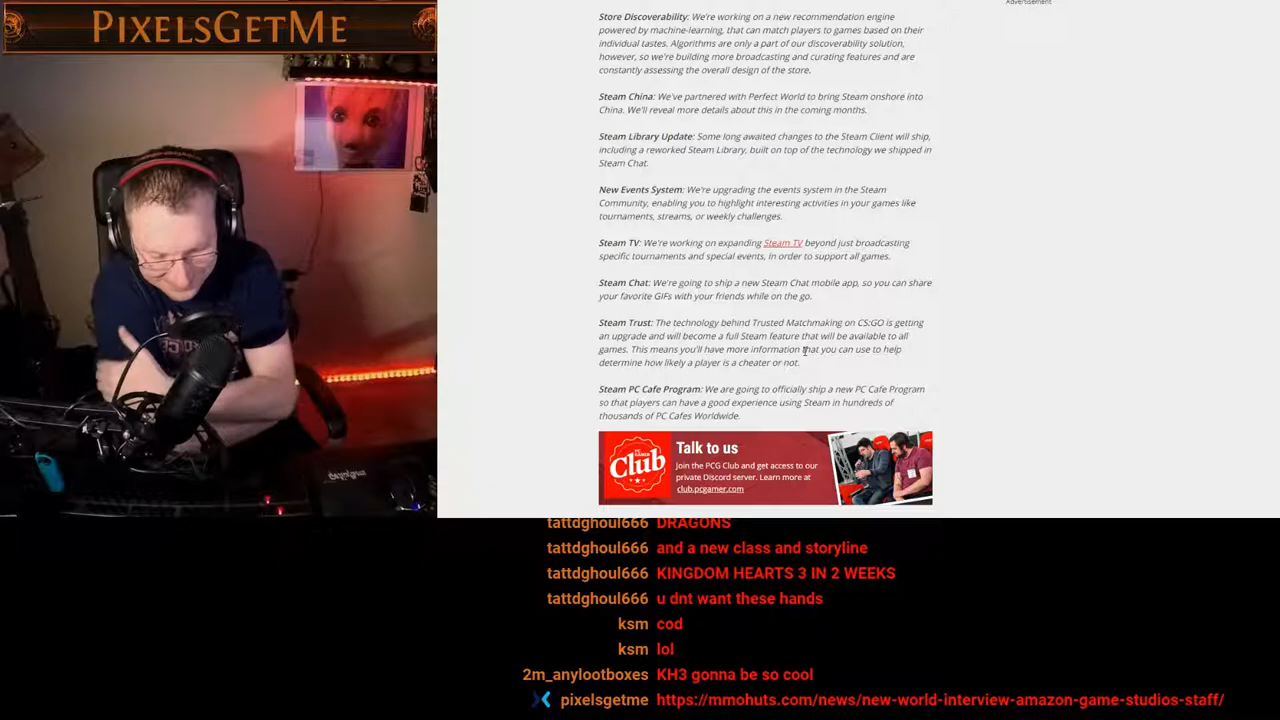 PIXELSGETME
Advertisement
Store Discoverability: We're working on a new recommendation engine
powered by machine-learning, that can match players to games based on their
individual tastes. Algorithms are only a part of our discoverability solution,
however, so we're building more broadcasting and curating features and are
constantly assessing the overall design of the store.
Steam China: We've partnered with Perfect World to bring Steam onshore into
China. We'll reveal more details about this in the coming months.
Steam Library Update: Some long awaited changes to the Steam Client will ship,
including a reworked Steam Library, built on top of the technology we shipped in
Steam Chat.
New Events System: We're upgrading the events system in the Steam
Community, enabling you to highlight interesting activities in your games like
tournaments, streams, or weekly challenges.
Steam TV: We're working on expanding Steam TV beyond just broadcasting
specific tournaments and special events, in order to support all games.
Steam Chat: We're going to ship a new Steam Chat mobile app, so you can share
your favorite GIFs with your friends while on the go.
Steam Trust: The technology behind Trusted Matchmaking on CS:GO is getting
an upgrade and will become a full Steam feature that will be available to all
games. This means you'll have more information that you can use to help
determine how likely a player is a cheater or not.
Steam PC Cafe Program: We are going to officially ship a new PC Cafe Program
so that players can have a good experience using Steam in hundreds of
thousands of PC Cafes Worldwide.
Club
Talk to us
Join the PCG Club and get access to our
private Discord server. Learn more at
club.pcgamer.com
tattdghoul666 DRAGONS
tattdghoul666 and a new class and storyline
tattdghoul666 KINGDOM HEARTS 3 IN 2 WEEKS
tattdghoul666 u dnt want these hands
ksm cod
ksm lol
2m_anylootboxes KH3 gonna be so cool
pixelsgetme https://mmohuts.com/news/new-world-interview-amazon-game-studios-staff/